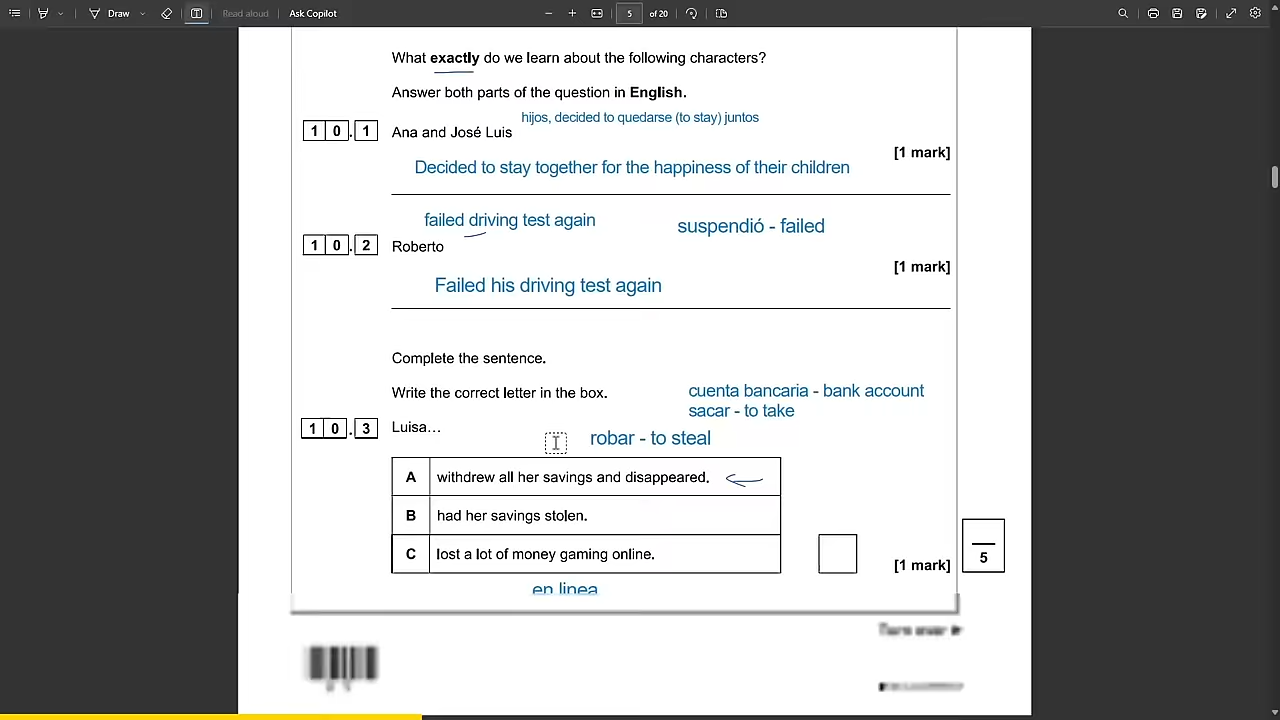 Draw
Read aloud
Ask Copilot
5 of 20
What exactly do we learn about the following characters?
Answer both parts of the question in English.
hijos, decided to quedarse (to stay) juntos
1 0 . 1 Ana and José Luis
[1 mark]
Decided to stay together for the happiness of their children
failed driving test again
suspendió - failed
1 0 . 2 Roberto
[1 mark]
Failed his driving test again
Complete the sentence.
Write the correct letter in the box.
cuenta bancaria - bank account
sacar - to take
1 0 . 3 Luisa…
robar - to steal
A withdrew all her savings and disappeared.
B had her savings stolen.
C lost a lot of money gaming online.
[1 mark]
5
en linea
Turn over